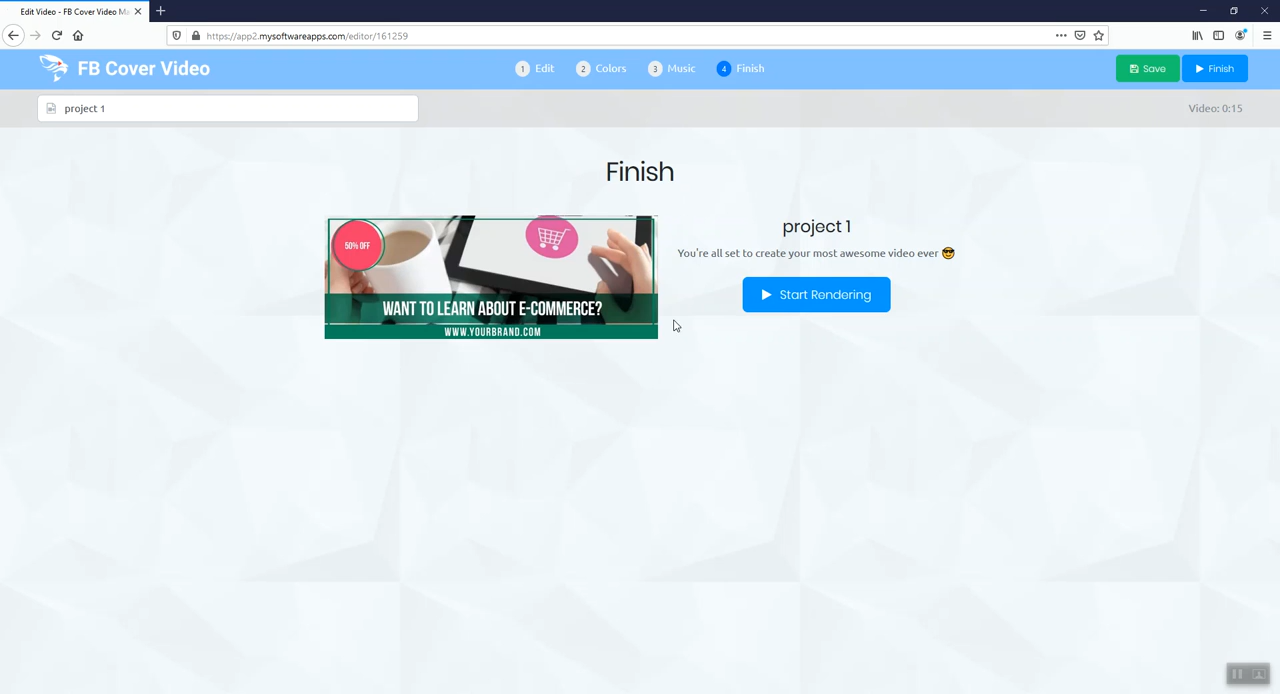 Edit Video - FB Cover Video Ma
https://app2.mysoftwareapps.com/editor/161259
FB Cover Video
1 Edit
2 Colors
3 Music
4 Finish
Save
Finish
project 1
Video: 0:15
Finish
50% OFF
WANT TO LEARN ABOUT E-COMMERCE?
WWW.YOURBRAND.COM
project 1
You're all set to create your most awesome video ever 😎
Start Rendering